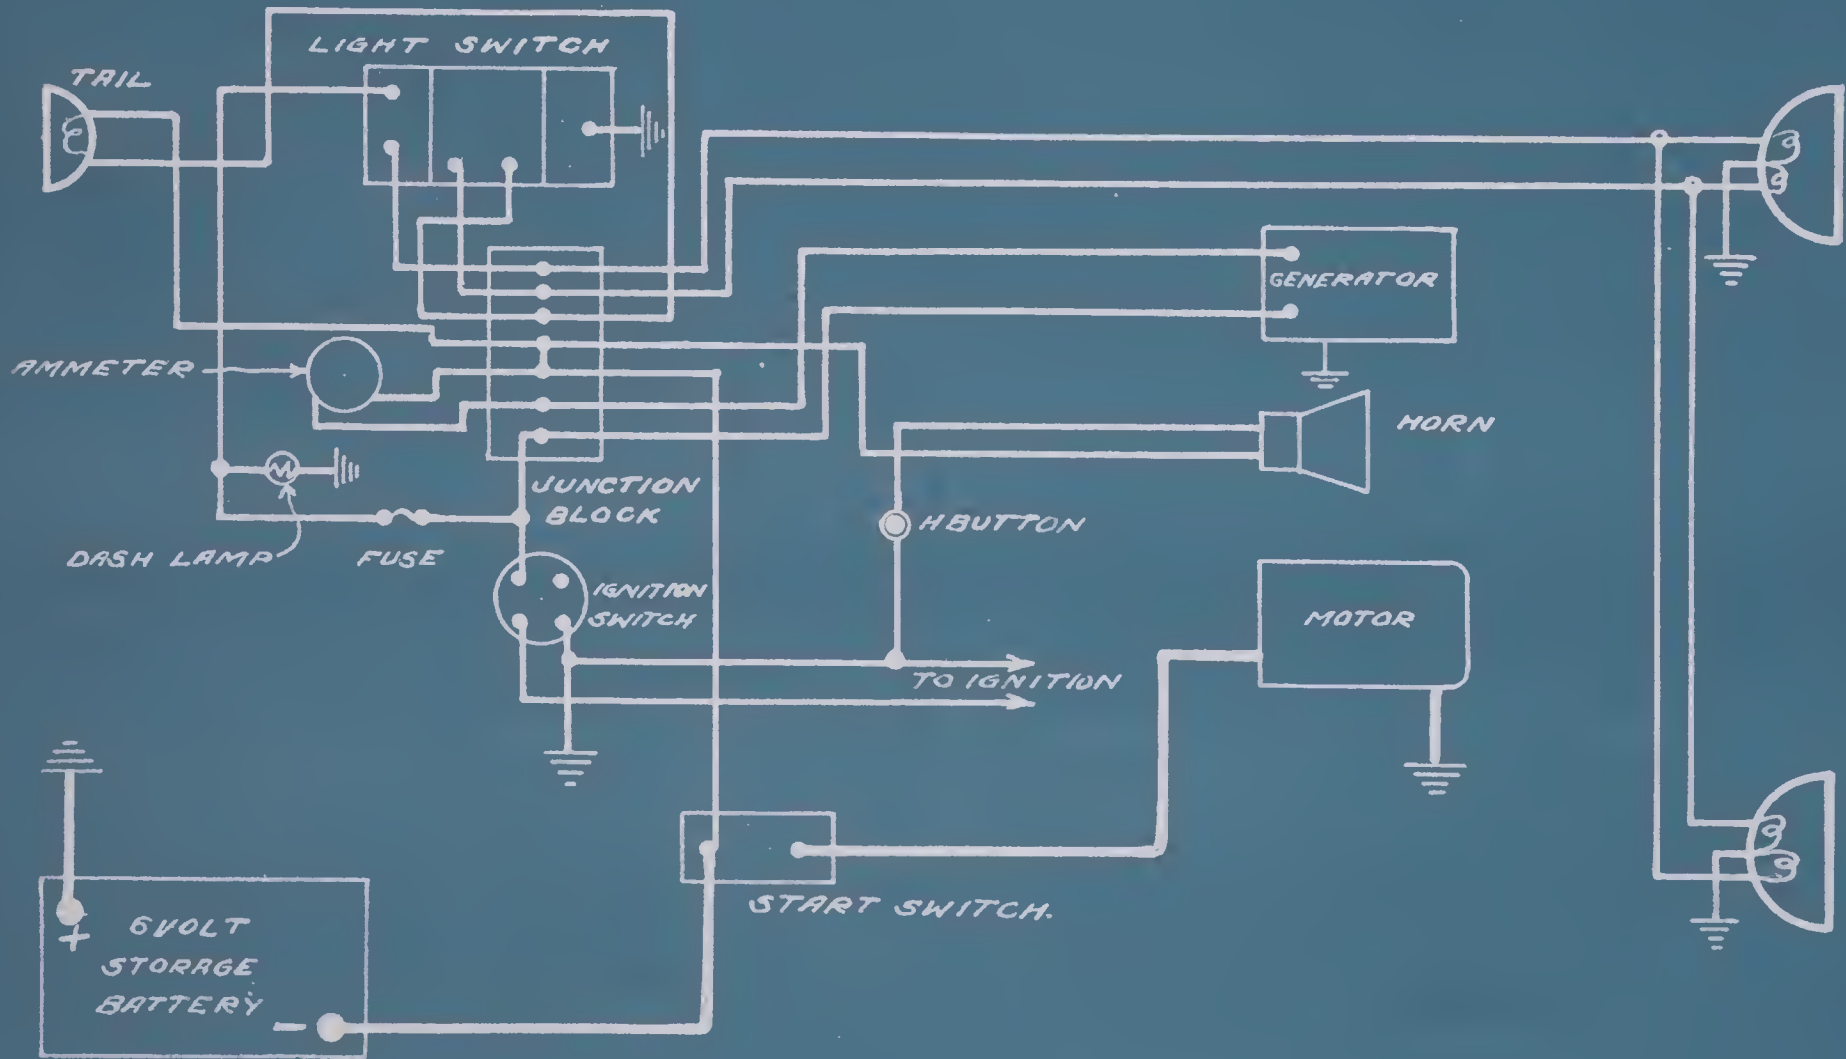 LIGHT SWITCH
TAIL
GENERATOR
AMMETER
HORN
JUNCTION
BLOCK
H BUTTON
DASH LAMP
FUSE
IGNITION
SWITCH
MOTOR
TO IGNITION
START SWITCH.
+
6 VOLT
STORAGE
BATTERY
-